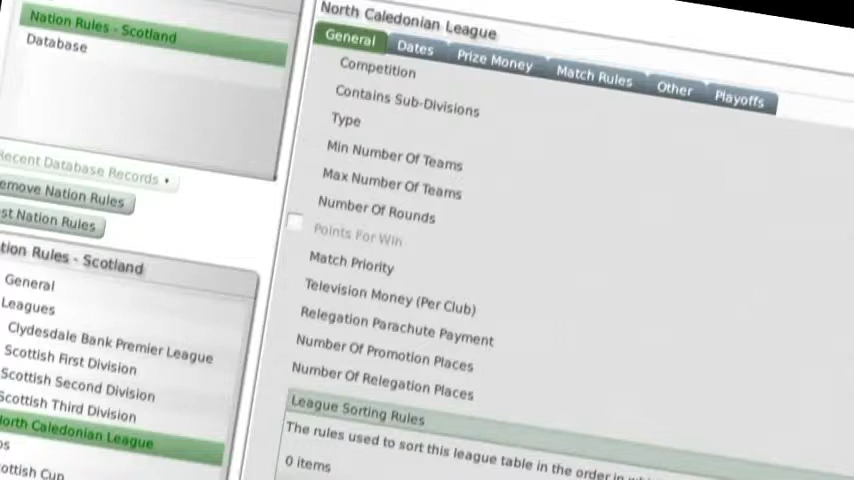 Nation Rules - Scotland
Database
ecent Database Records
emove Nation Rules
st Nation Rules
tion Rules - Scotland
General
Leagues
Clydesdale Bank Premier League
Scottish First Division
Scottish Second Division
Scottish Third Division
orth Caledonian League
ps
ottish Cup
North Caledonian League
General Dates Prize Money Match Rules Other Playoffs
Competition
Contains Sub-Divisions
Type
Min Number Of Teams
Max Number Of Teams
Number Of Rounds
Points For Win
Match Priority
Television Money (Per Club)
Relegation Parachute Payment
Number Of Promotion Places
Number Of Relegation Places
League Sorting Rules
The rules used to sort this league table in the order in
0 items